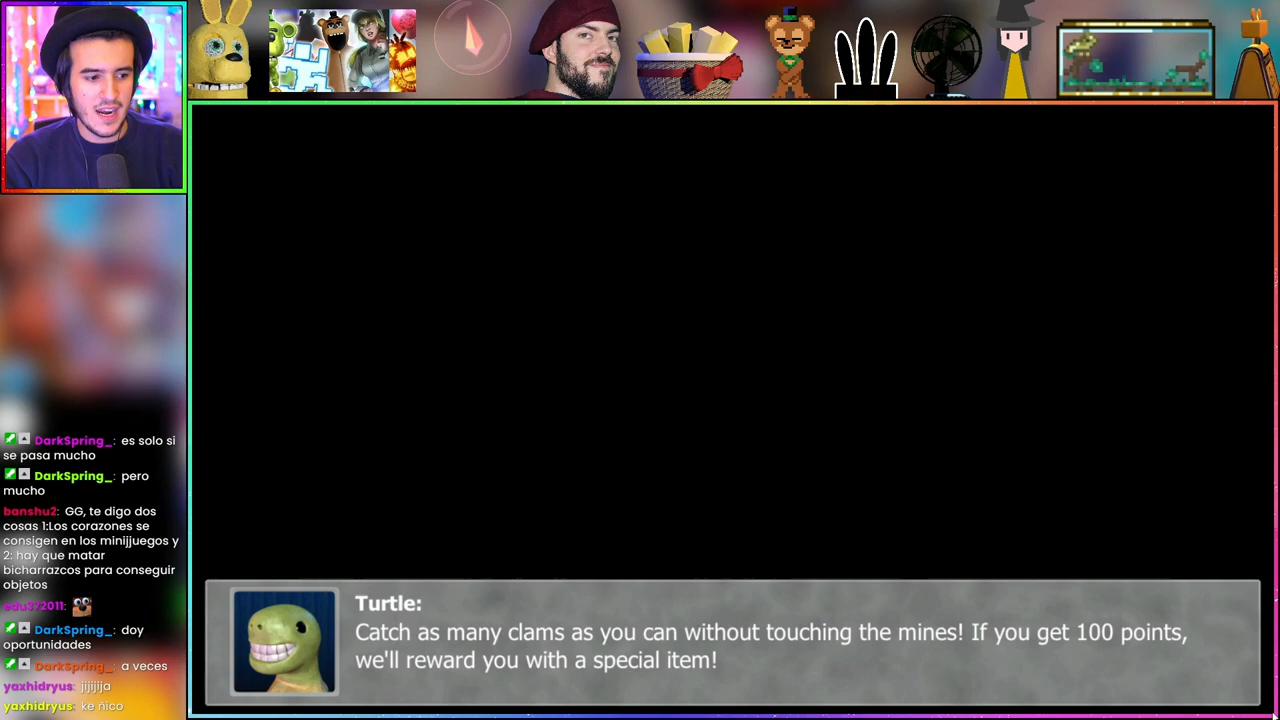 DarkSpring_: es solo si
se pasa mucho
DarkSpring_: pero
mucho
banshu2: GG, te digo dos
cosas 1:Los corazones se
consigen en los minijjuegos y
2: hay que matar
bicharrazcos para conseguir
objetos
edu372011:
DarkSpring_: doy
oportunidades
DarkSpring_: a veces
yaxhidryus: jijijija
yaxhidryus: ke ñico
Turtle:
Catch as many clams as you can without touching the mines! If you get 100 points,
we'll reward you with a special item!